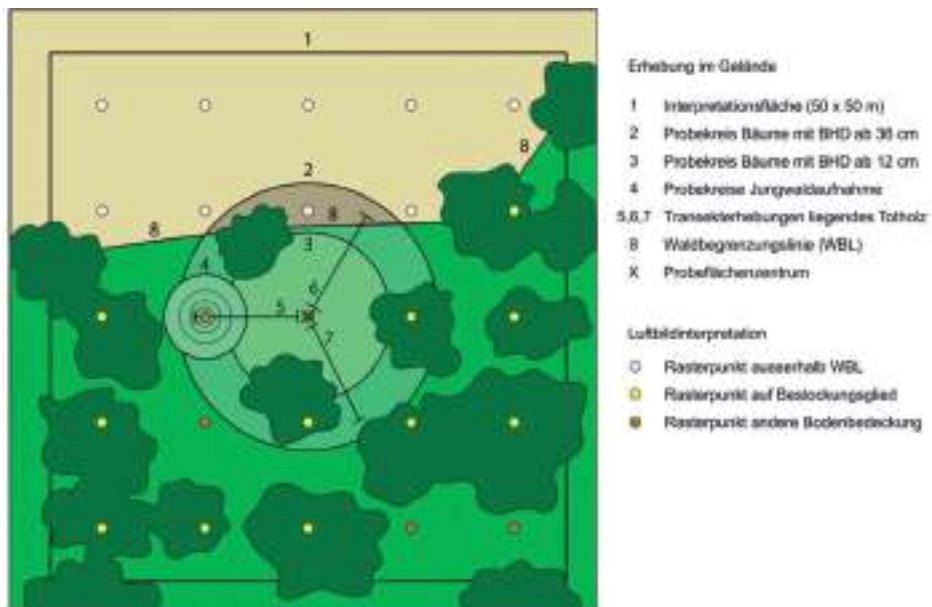 1
8
2
8
8
3
4
6
5
7
Erhebung im Gelände
1 Interpretationsfläche (50 x 50 m)
2 Probekreis Bäume mit BHD ab 36 cm
3 Probekreis Bäume mit BHD ab 12 cm
4 Probekreise Jungwaldaufnahme
5,6,7 Transekterhebungen liegendes Totholz
8 Waldbegrenzungslinie (WBL)
X Probeflächenzentrum
Luftbildinterpretation
Rasterpunkt ausserhalb WBL
Rasterpunkt auf Bestockungsglied
Rasterpunkt andere Bodenbedeckung